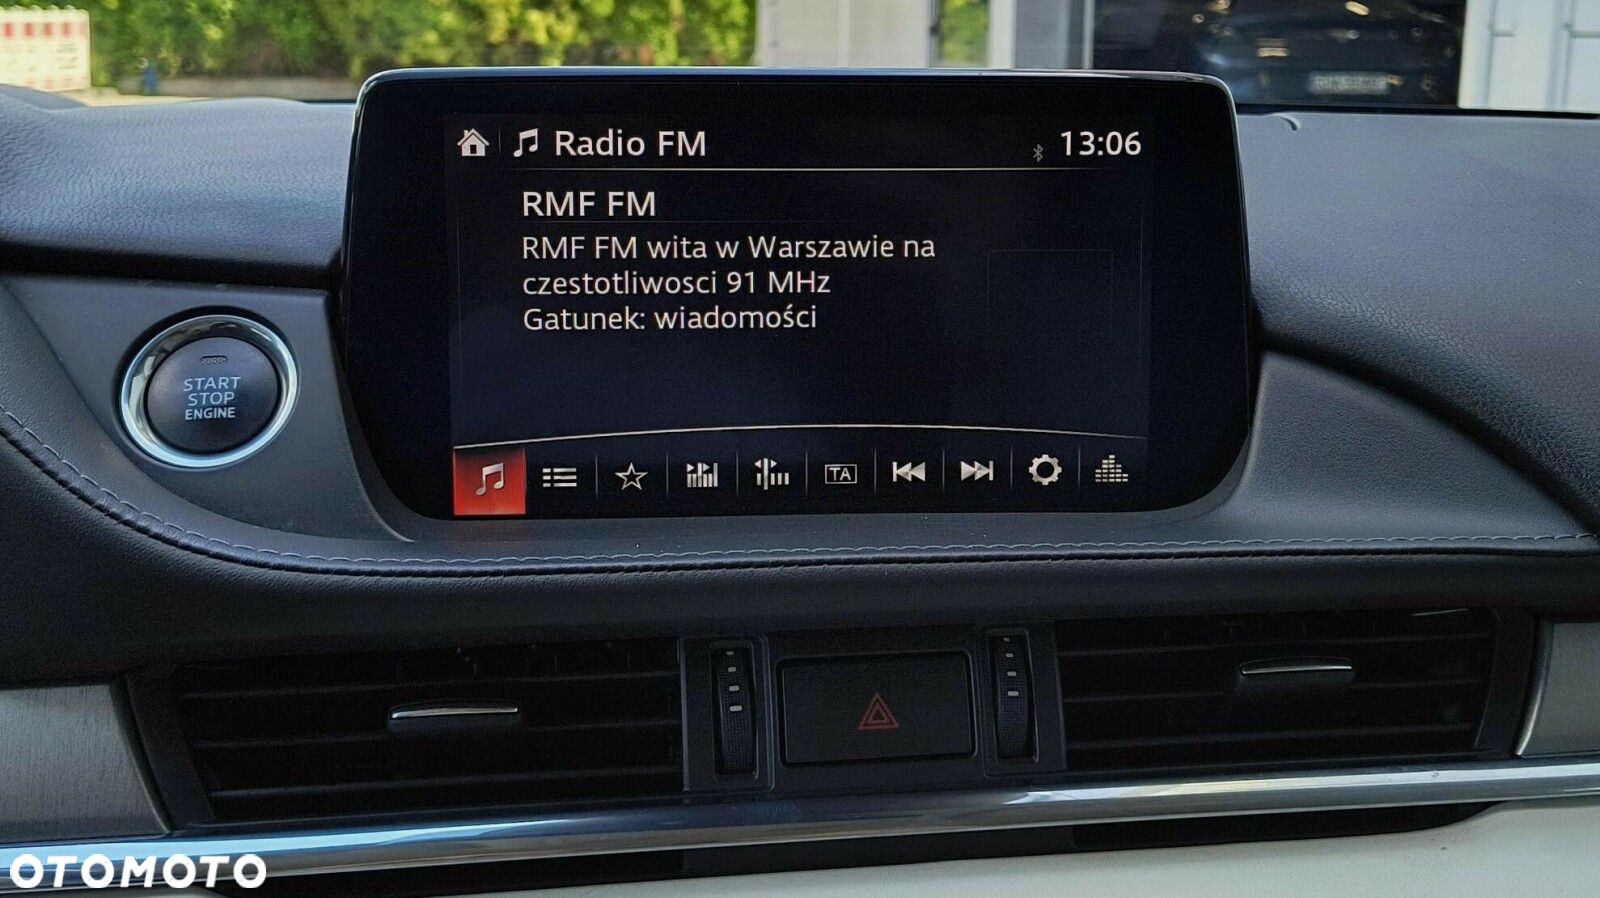 Radio FM
13:06
RMF FM
RMF FM wita w Warszawie na
czestotliwosci 91 MHz
Gatunek: wiadomości
START
STOP
ENGINE
TA
OTOMOTO